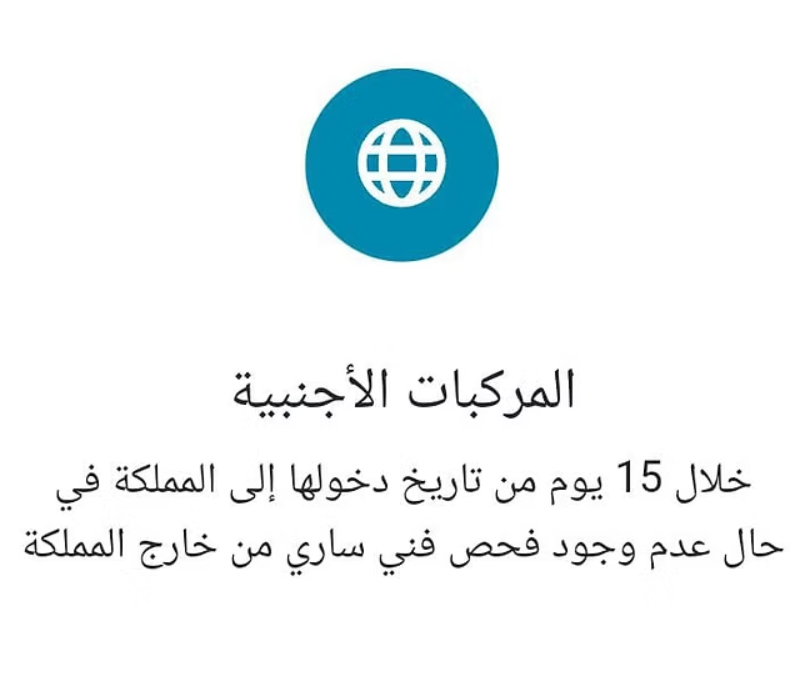 المركبات الأجنبية
خلال 15 يوم من تاريخ دخولها إلى المملكة في
حال عدم وجود فحص فني ساري من خارج المملكة